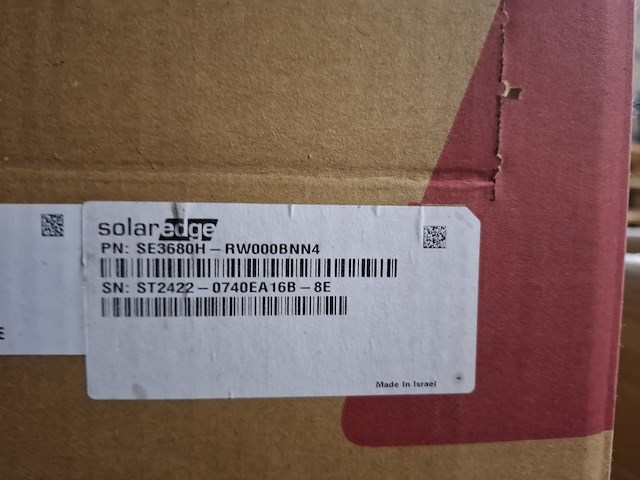 solaredge
PN: SE3680H-RW000BNN4
SN: ST2422-0740EA16B-8E
Made in Israel
E